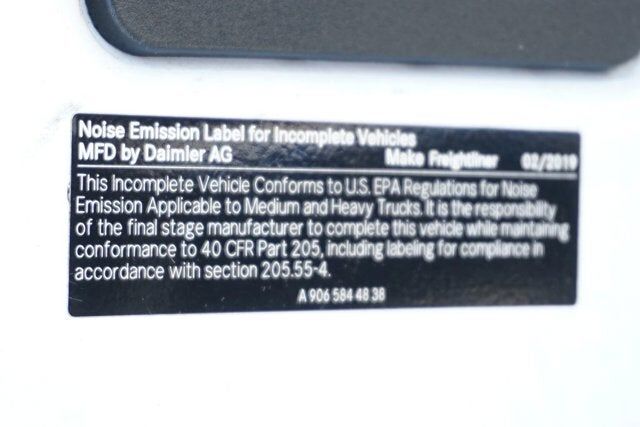 Noise Emission Label for Incomplete Vehicles
MFD by Daimler AG Make Freightliner 02/2019
This Incomplete Vehicle Conforms to U.S. EPA Regulations for Noise
Emission Applicable to Medium and Heavy Trucks. It is the responsibility
of the final stage manufacturer to complete this vehicle while maintaining
conformance to 40 CFR Part 205, including labeling for compliance in
accordance with section 205.55-4.
A 906 584 48 38